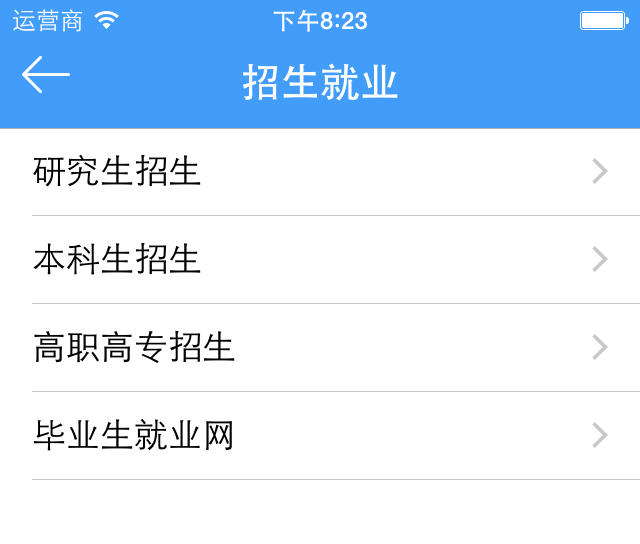 运营商 下午8:23
招生就业
研究生招生
本科生招生
高职高专招生
毕业生就业网